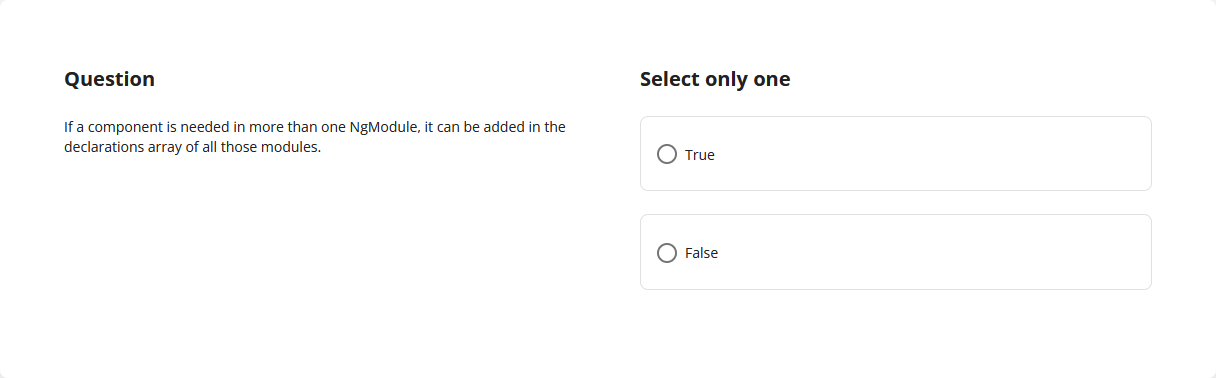 Question
If a component is needed in more than one NgModule, it can be added in the
declarations array of all those modules.
Select only one
True
False